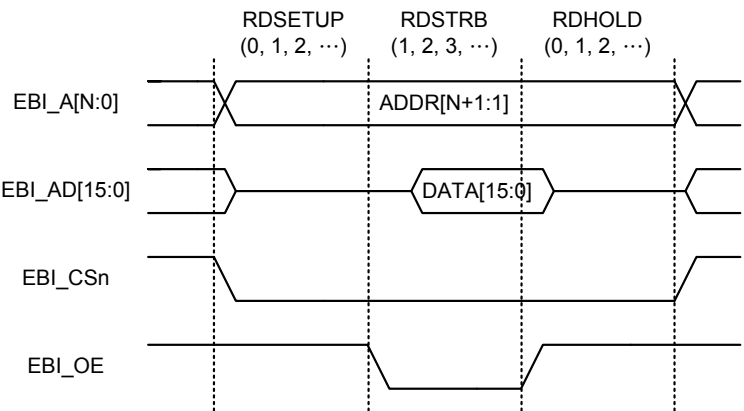 RDSETUP RDSTRB RDHOLD
(0, 1, 2, ⋯) (1, 2, 3, ⋯) (0, 1, 2, ⋯)
EBI_A[N:0] ADDR[N+1:1]
EBI_AD[15:0] DATA[15:0]
EBI_CSn
EBI_OE